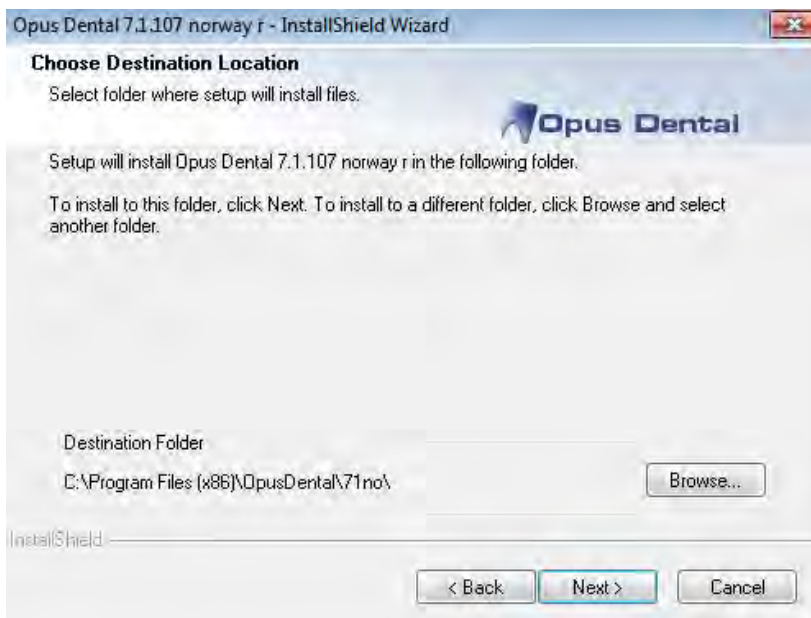 Opus Dental 7.1.107 norway r - InstallShield Wizard
Choose Destination Location
Select folder where setup will install files.
Opus Dental
Setup will install Opus Dental 7.1.107 norway r in the following folder.
To install to this folder, click Next. To install to a different folder, click Browse and select
another folder.
Destination Folder
C:\Program Files (x86)\OpusDental\71no\
Browse...
InstallShield
< Back
Next >
Cancel